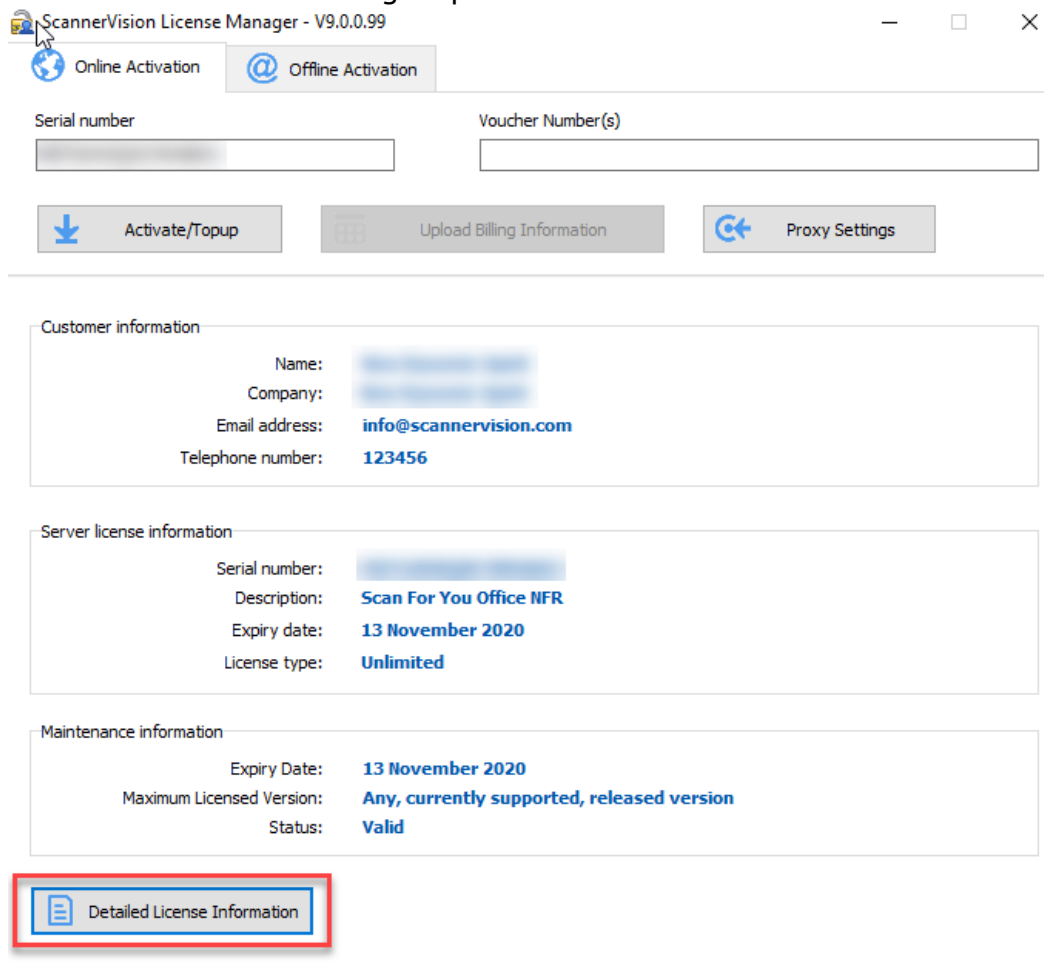 ScannerVision License Manager - V9.0.0.99
Online Activation Offline Activation
Serial number Voucher Number(s)
Activate/Topup Upload Billing Information Proxy Settings
Customer information
Name:
Company:
Email address: info@scannervision.com
Telephone number: 123456
Server license information
Serial number:
Description: Scan For You Office NFR
Expiry date: 13 November 2020
License type: Unlimited
Maintenance information
Expiry Date: 13 November 2020
Maximum Licensed Version: Any, currently supported, released version
Status: Valid
Detailed License Information